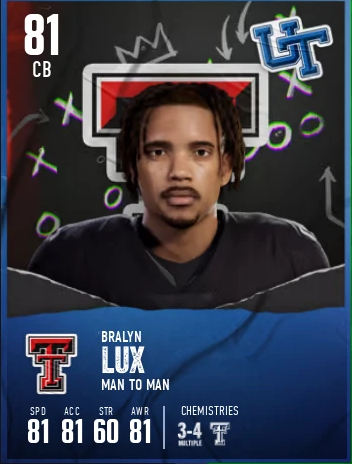 81
CB
UT
BRALYN
LUX
MAN TO MAN
SPD ACC STR AWR
81 81 60 81
CHEMISTRIES
3-4
MULTIPLE